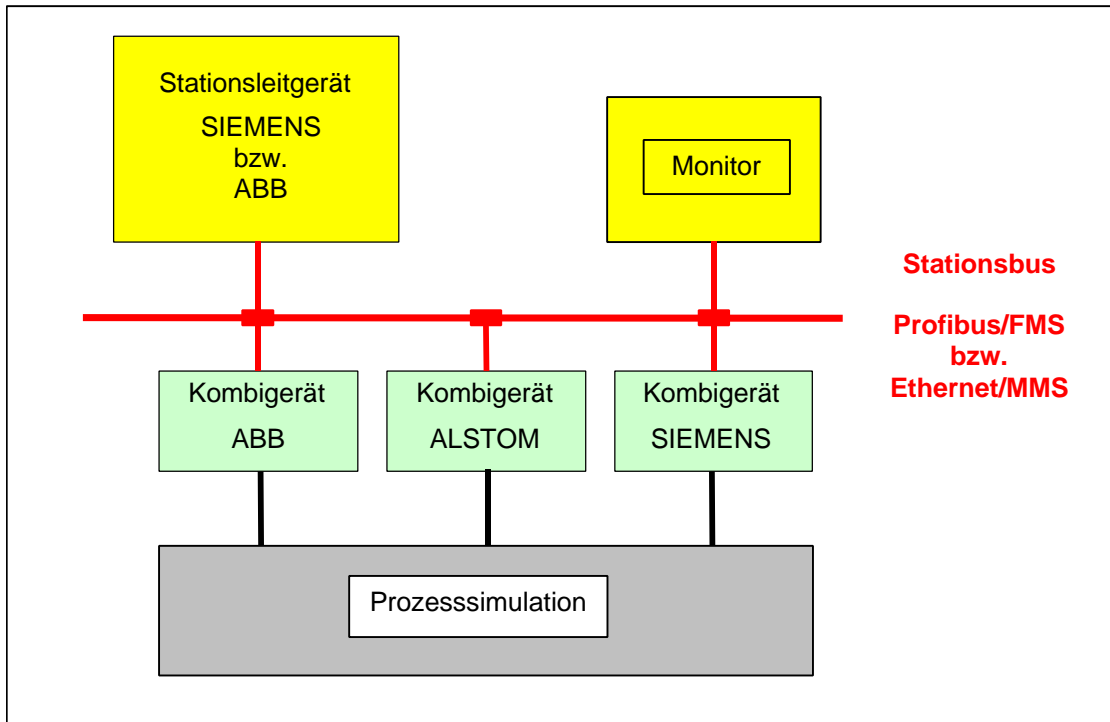 Stationsleitgerät
SIEMENS
bzw.
ABB
Monitor
Stationsbus
Profibus/FMS
bzw.
Ethernet/MMS
Kombigerät
ABB
Kombigerät
ALSTOM
Kombigerät
SIEMENS
Prozesssimulation